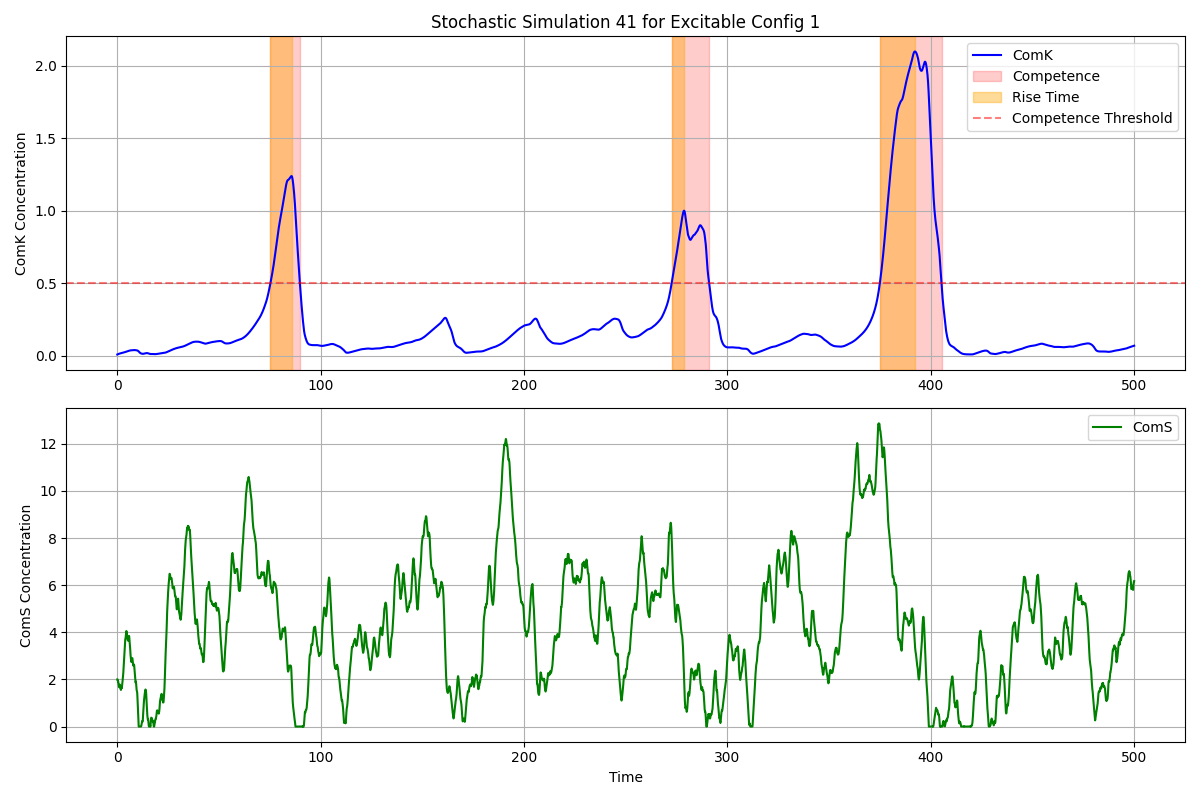 Stochastic Simulation 41 for Excitable Config 1
ComK Concentration
2.0
1.5
1.0
0.5
0.0
ComK
Competence
Rise Time
Competence Threshold
0 100 200 300 400 500
ComS Concentration
12
10
8
6
4
2
0
ComS
0 100 200 300 400 500
Time